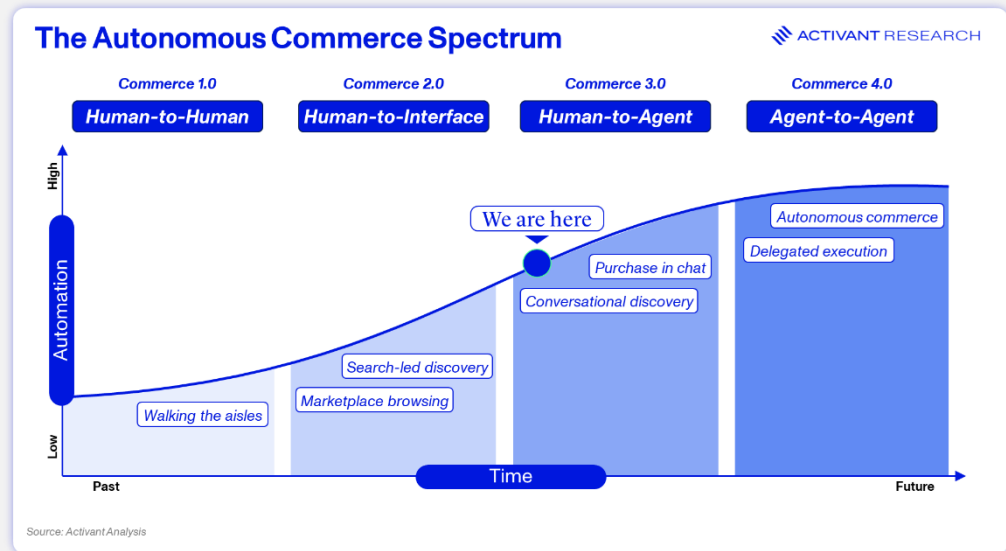 The Autonomous Commerce Spectrum
ACTIVANT RESEARCH
Commerce 1.0
Commerce 2.0
Commerce 3.0
Commerce 4.0
Human-to-Human
Human-to-Interface
Human-to-Agent
Agent-to-Agent
High
Automation
Low
We are here
Autonomous commerce
Delegated execution
Purchase in chat
Conversational discovery
Search-led discovery
Marketplace browsing
Walking the aisles
Past
Time
Future
Source: Activant Analysis